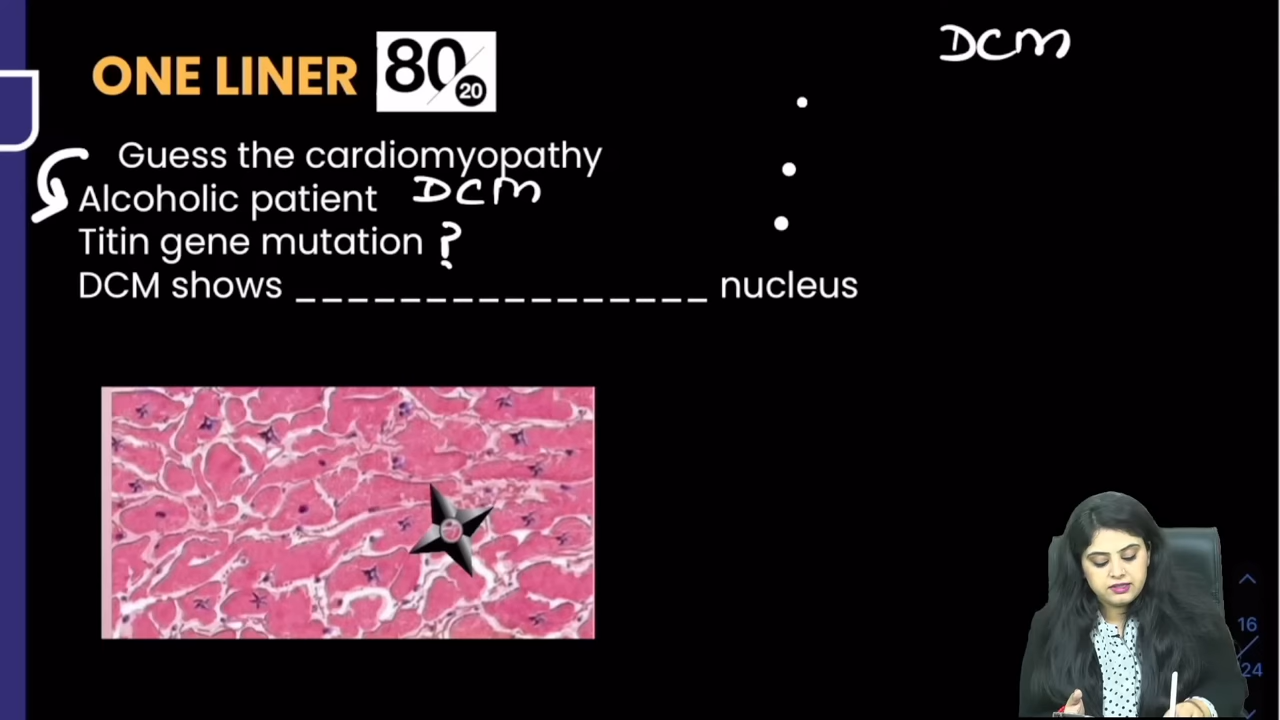 DCM
ONE LINER 80/20
Guess the cardiomyopathy
Alcoholic patient DCM
Titin gene mutation ?
DCM shows _ _ _ _ _ _ _ _ _ _ _ _ _ _ _ _ nucleus
16
24